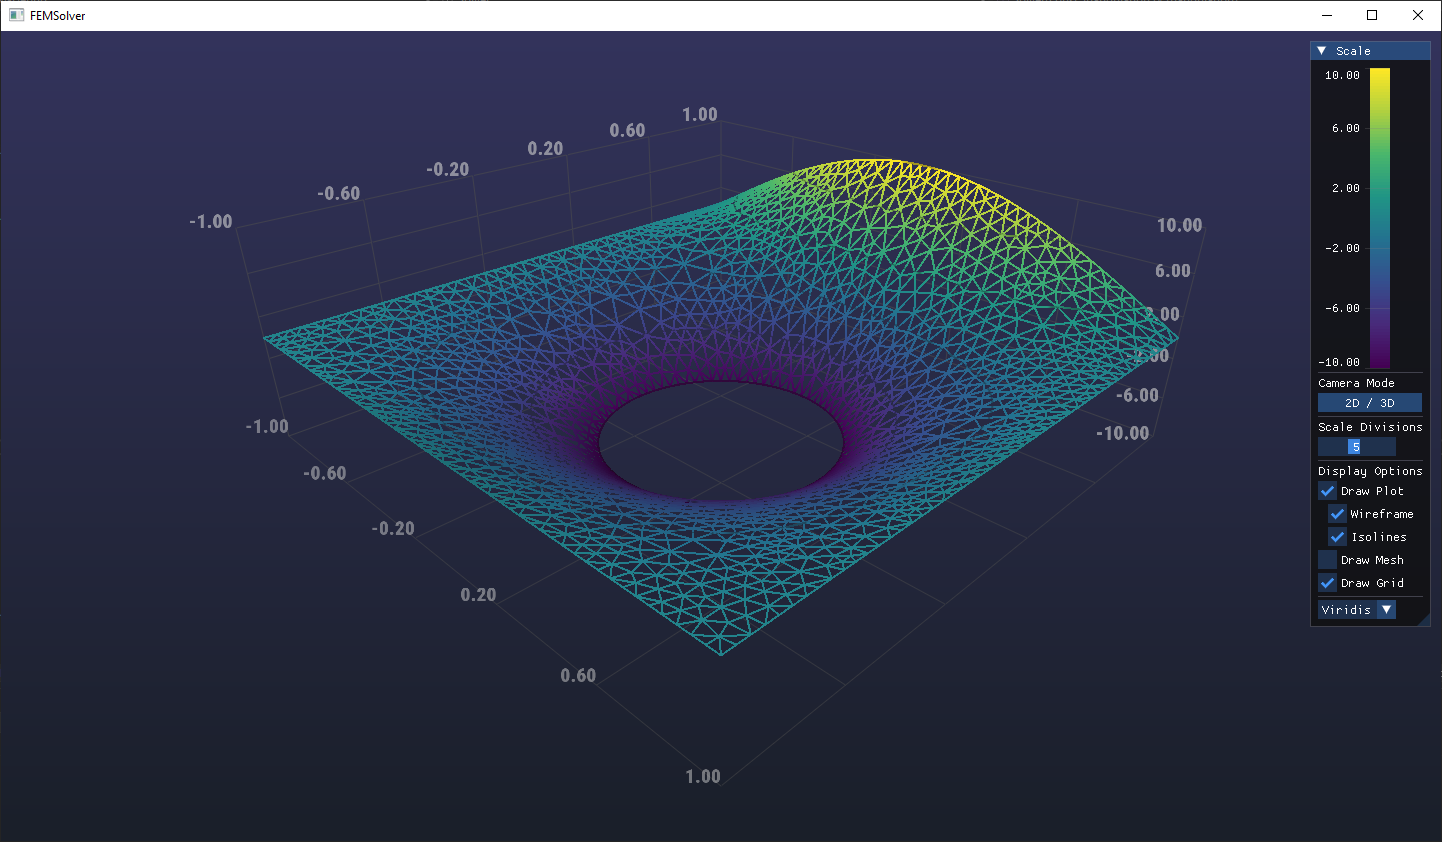 FEMSolver
Scale
10.00
6.00
2.00
-2.00
-6.00
-10.00
Camera Mode
2D / 3D
Scale Divisions
5
Display Options
Draw Plot
Wireframe
Isolines
Draw Mesh
Draw Grid
Viridis
1.00
0.60
0.20
-0.20
-0.60
-1.00
10.00
6.00
2.00
-2.00
-6.00
-10.00
-1.00
-0.60
-0.20
0.20
0.60
1.00